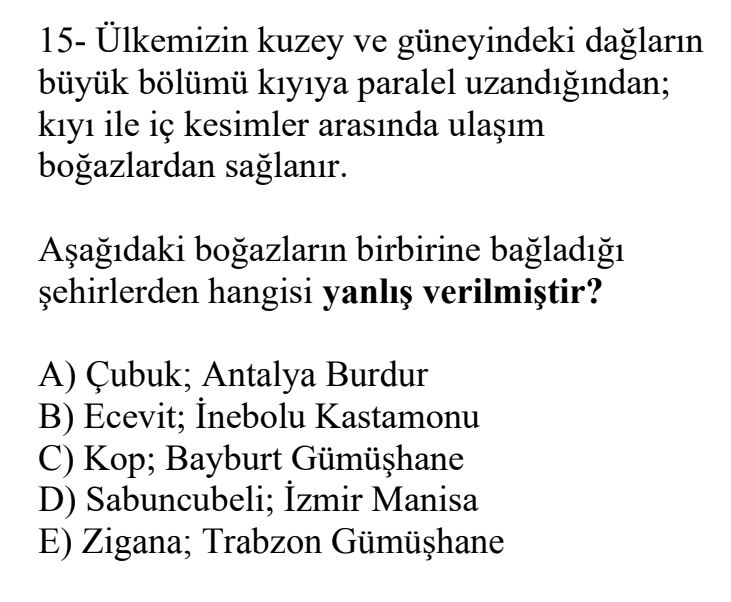 15- Ülkemizin kuzey ve güneyindeki dağların
büyük bölümü kıyıya paralel uzandığından;
kıyı ile iç kesimler arasında ulaşım
boğazlardan sağlanır.
Aşağıdaki boğazların birbirine bağladığı
şehirlerden hangisi yanlış verilmiştir?
A) Çubuk; Antalya Burdur
B) Ecevit; İnebolu Kastamonu
C) Kop; Bayburt Gümüşhane
D) Sabuncubeli; İzmir Manisa
E) Zigana; Trabzon Gümüşhane